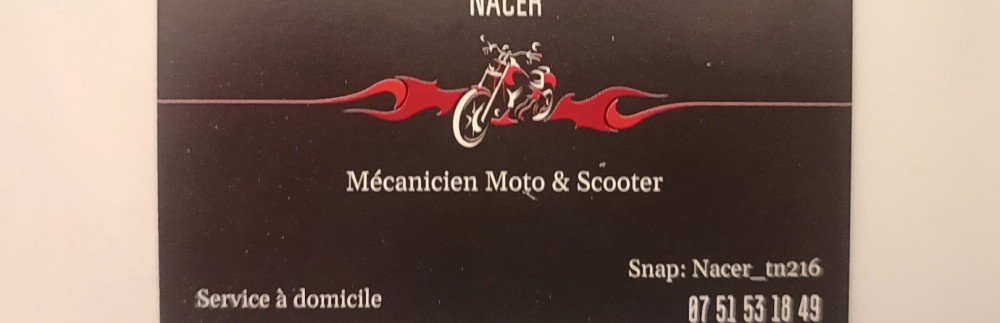 NACER
Mécanicien Moto & Scooter
Snap: Nacer_tn216
Service à domicile
07 51 53 18 49